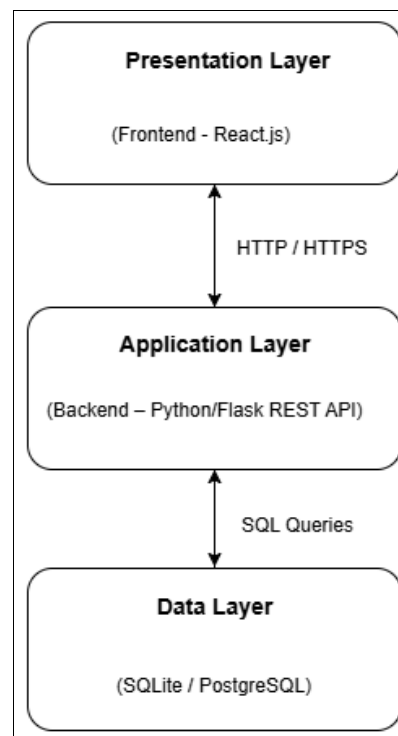 Presentation Layer
(Frontend - React.js)
HTTP / HTTPS
Application Layer
(Backend – Python/Flask REST API)
SQL Queries
Data Layer
(SQLite / PostgreSQL)